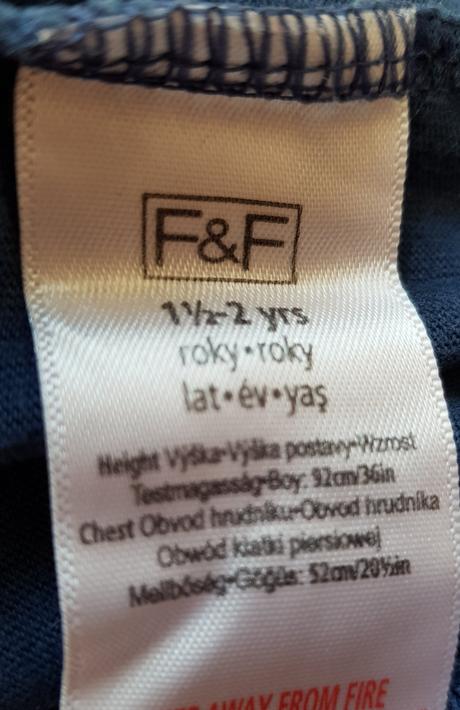 F&F
1½-2 yrs
roky•roky
lat•év•yaş
Height Výška•Výška postavy•Wzrost
Testmagasság•Boy: 92cm/36in
Chest Obvod hrudníku•Obvod hrudníka
Obwód klatki piersiowej
Mellbőség•Göğüs: 52cm/20½in
AWAY FROM FIRE